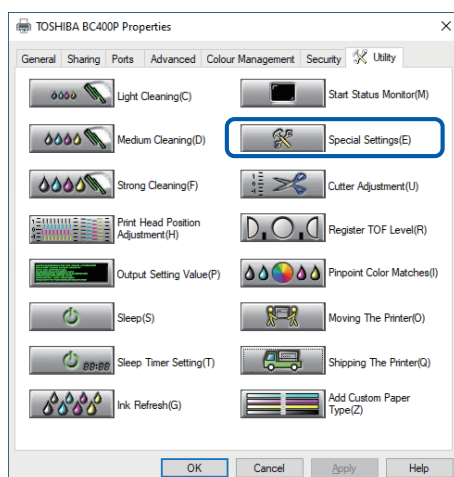 TOSHIBA BC400P Properties
General Sharing Ports Advanced Colour Management Security Utility
Light Cleaning(C)
Start Status Monitor(M)
Medium Cleaning(D)
Special Settings(E)
Strong Cleaning(F)
Cutter Adjustment(U)
Print Head Position
Adjustment(H)
Register TOF Level(R)
Output Setting Value(P)
Pinpoint Color Matches(I)
Sleep(S)
Moving The Printer(O)
88:88
Sleep Timer Setting(T)
Shipping The Printer(Q)
Ink Refresh(G)
Add Custom Paper
Type(Z)
OK Cancel Apply Help